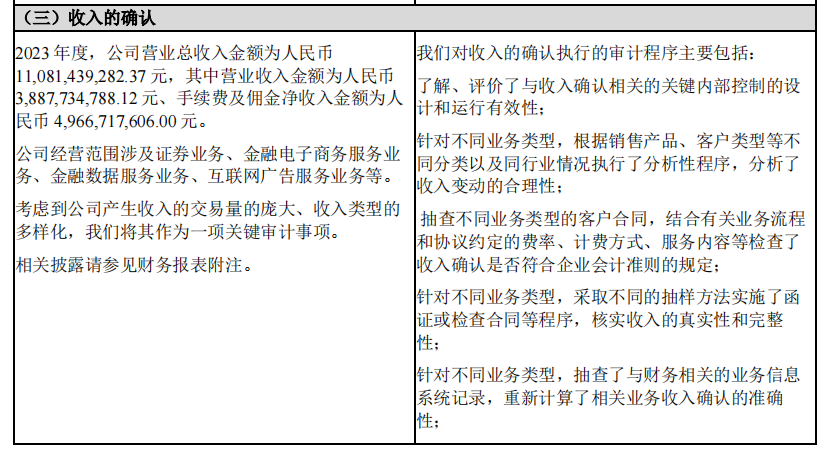 （三）收入的确认
2023 年度，公司营业总收入金额为人民币
11,081,439,282.37 元，其中营业收入金额为人民币
3,887,734,788.12 元、手续费及佣金净收入金额为人
民币 4,966,717,606.00 元。
公司经营范围涉及证券业务、金融电子商务服务业
务、金融数据服务业务、互联网广告服务业务等。
考虑到公司产生收入的交易量的庞大、收入类型的
多样化，我们将其作为一项关键审计事项。
相关披露请参见财务报表附注。
我们对收入的确认执行的审计程序主要包括：
了解、评价了与收入确认相关的关键内部控制的设
计和运行有效性；
针对不同业务类型，根据销售产品、客户类型等不
同分类以及同行业情况执行了分析性程序，分析了
收入变动的合理性；
抽查不同业务类型的客户合同，结合有关业务流程
和协议约定的费率、计费方式、服务内容等检查了
收入确认是否符合企业会计准则的规定；
针对不同业务类型，采取不同的抽样方法实施了函
证或检查合同等程序，核实收入的真实性和完整
性；
针对不同业务类型，抽查了与财务相关的业务信息
系统记录，重新计算了相关业务收入确认的准确
性；